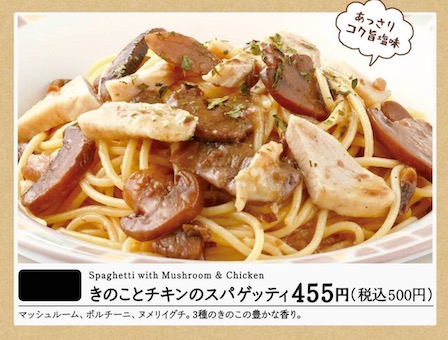 あっさり
コク旨塩味
Spaghetti with Mushroom & Chicken
きのことチキンのスパゲッティ 455円(税込500円)
マッシュルーム、ポルチーニ、ヌメリイグチ。3種のきのこの豊かな香り。